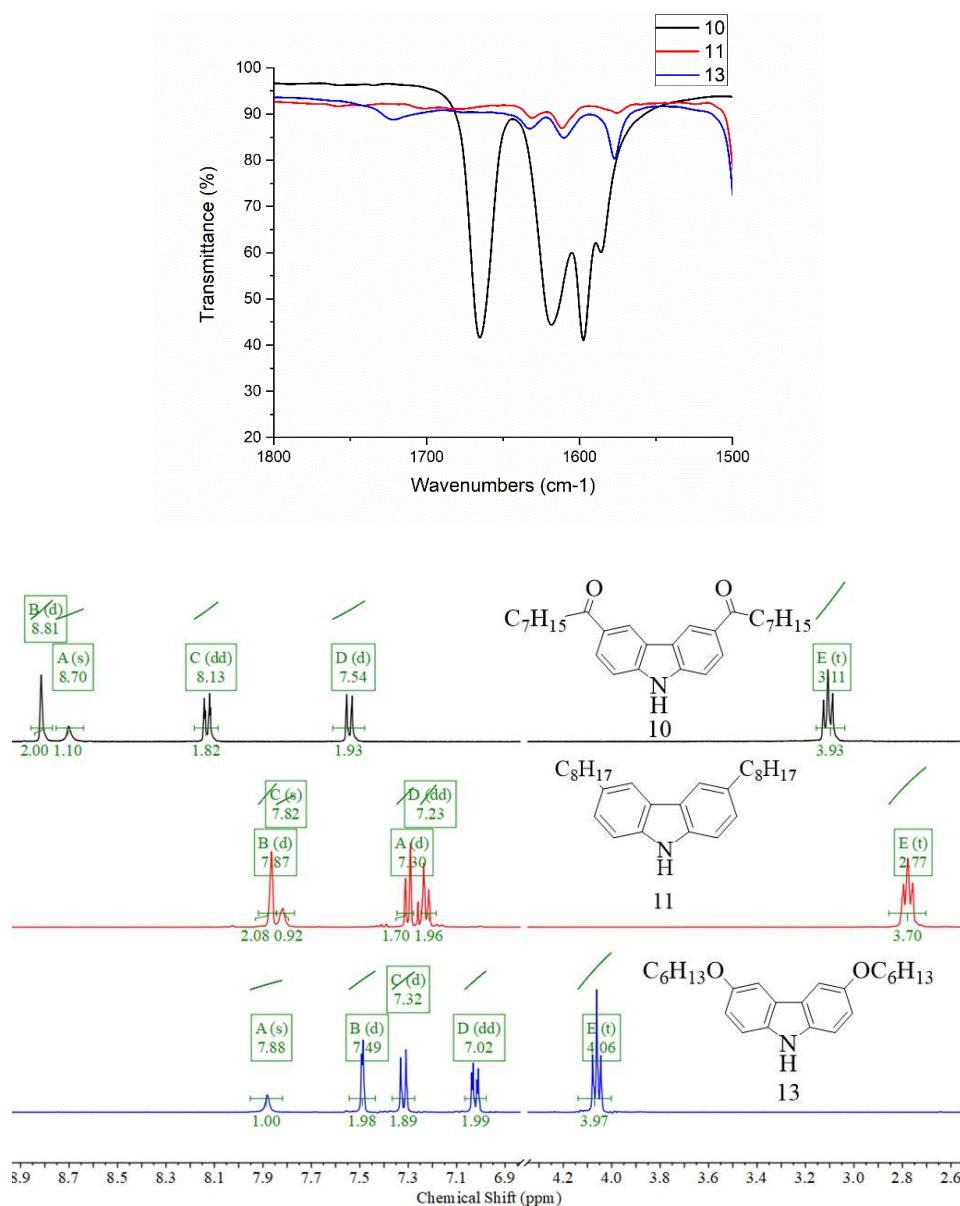 10
11
13
100
90
80
70
60
50
40
30
20
Transmittance (%)
1800
1700
1600
1500
Wavenumbers (cm-1)
B (d)
8.81
A (s)
8.70
C (dd)
8.13
D (d)
7.54
E (t)
3.11
O
O
C7H15
C7H15
N
H
10
2.00
1.10
1.82
1.93
3.93
C (s)
7.82
B (d)
7.87
D (dd)
7.23
A (d)
7.30
E (t)
2.77
C8H17
C8H17
N
H
11
2.08
0.92
1.70
1.96
3.70
A (s)
7.88
B (d)
7.49
C (d)
7.32
D (dd)
7.02
E (t)
4.06
C6H13O
OC6H13
N
H
13
1.00
1.98
1.89
1.99
3.97
8.9
8.7
8.5
8.3
8.1
7.9
7.7
7.5
7.3
7.1
6.9
4.2
4.0
3.8
3.6
3.4
3.2
3.0
2.8
2.6
Chemical Shift (ppm)